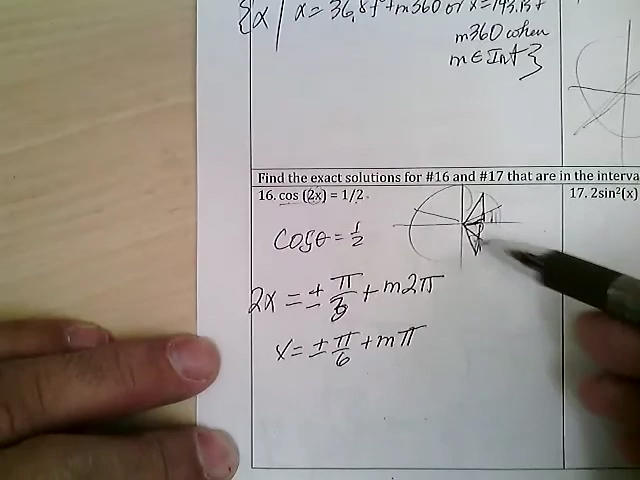 {x | x = 36.87 + m360 or x = 143.13 +
m360 when
m ∈ Int }
Find the exact solutions for #16 and #17 that are in the interva
16. cos (2x) = 1/2
17. 2sin²(x)
cos θ = 1/2
2x = ± π/3 + m2π
x = ± π/6 + mπ